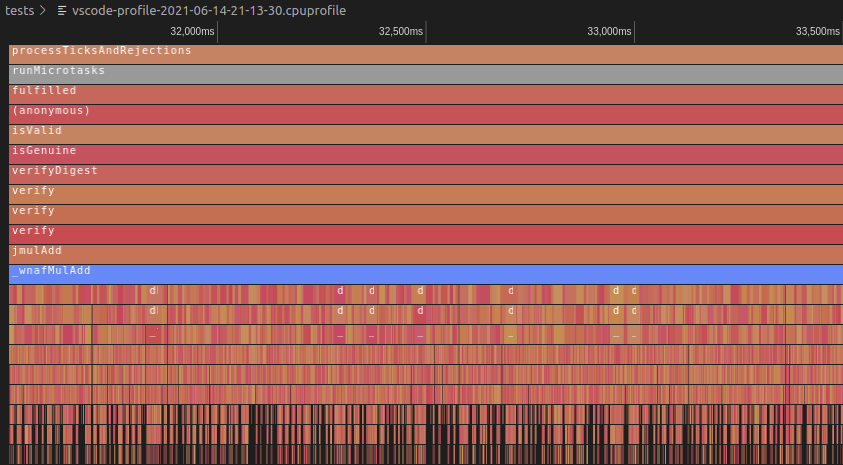 tests > vscode-profile-2021-06-14-21-13-30.cpuprofile
32,000ms 32,500ms 33,000ms 33,500ms
processTicksAndRejections
runMicrotasks
fulfilled
(anonymous)
isValid
isGenuine
verifyDigest
verify
verify
verify
jmulAdd
_wnafMulAdd
d d d d d d d
d d d d d d d